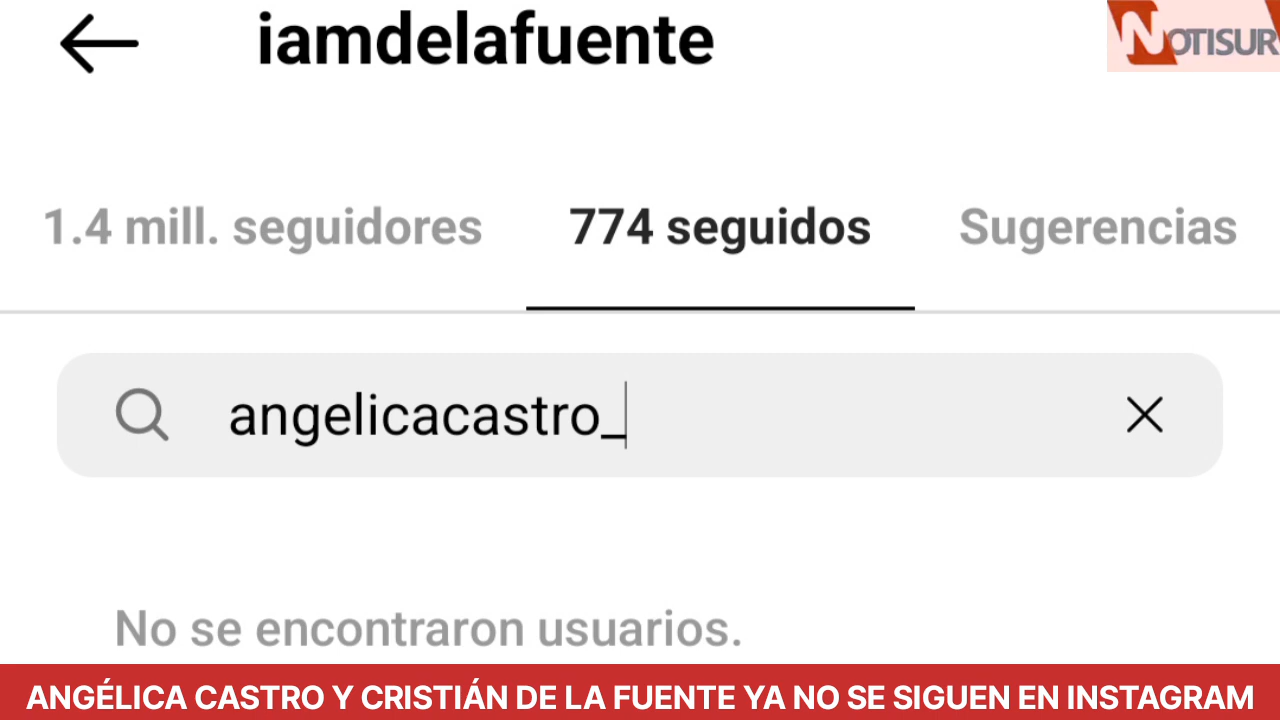 iamdelafuente
NOTISUR
1.4 mill. seguidores 774 seguidos Sugerencias
angelicacastro_
No se encontraron usuarios.
ANGÉLICA CASTRO Y CRISTIÁN DE LA FUENTE YA NO SE SIGUEN EN INSTAGRAM